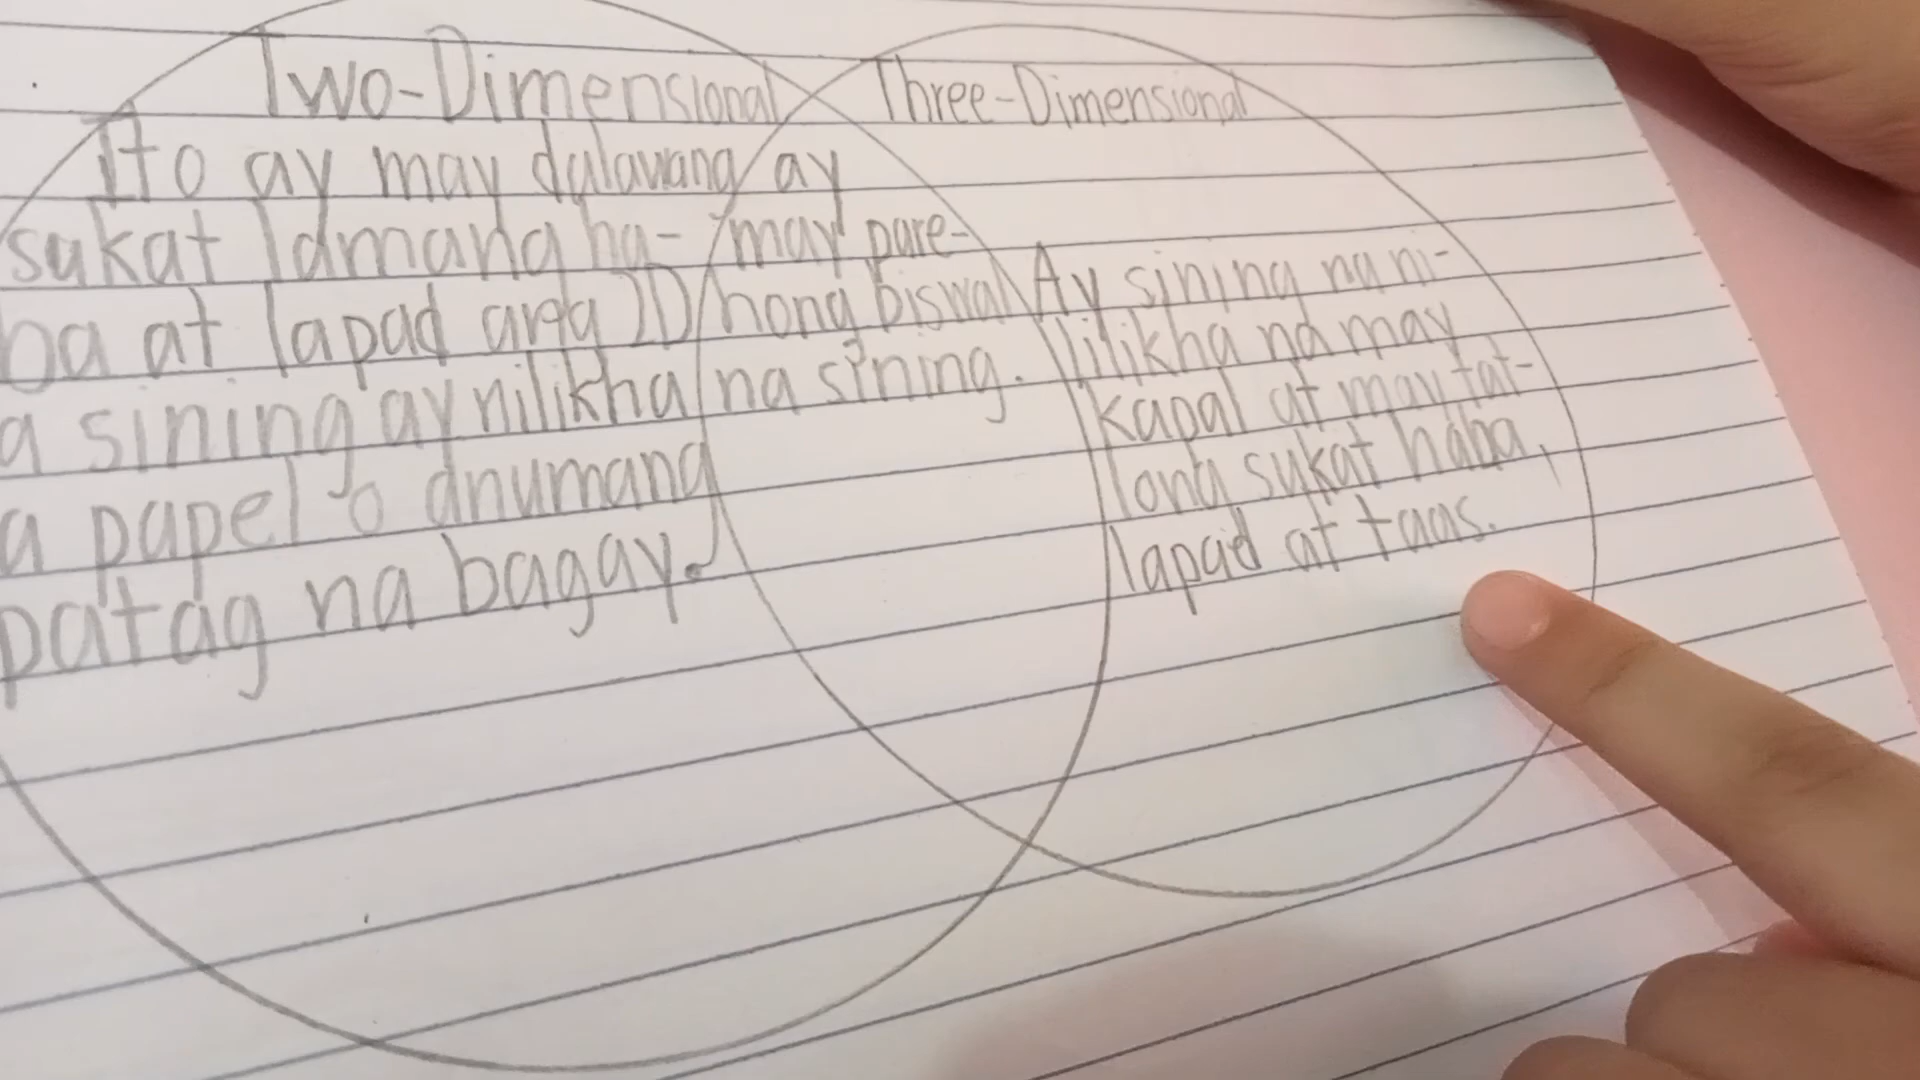 Two-Dimensional
Ito ay may dalawang
sukat lamang ha-
ba at lapad ang 2D
a sining ay nilikha
a papel o anumang
patag na bagay.
ay
may pare-
hong biswal
na sining.
Three-Dimensional
Ay sining na ni-
lilikha na may
kapal at may tat-
long sukat haba,
lapad at taas.